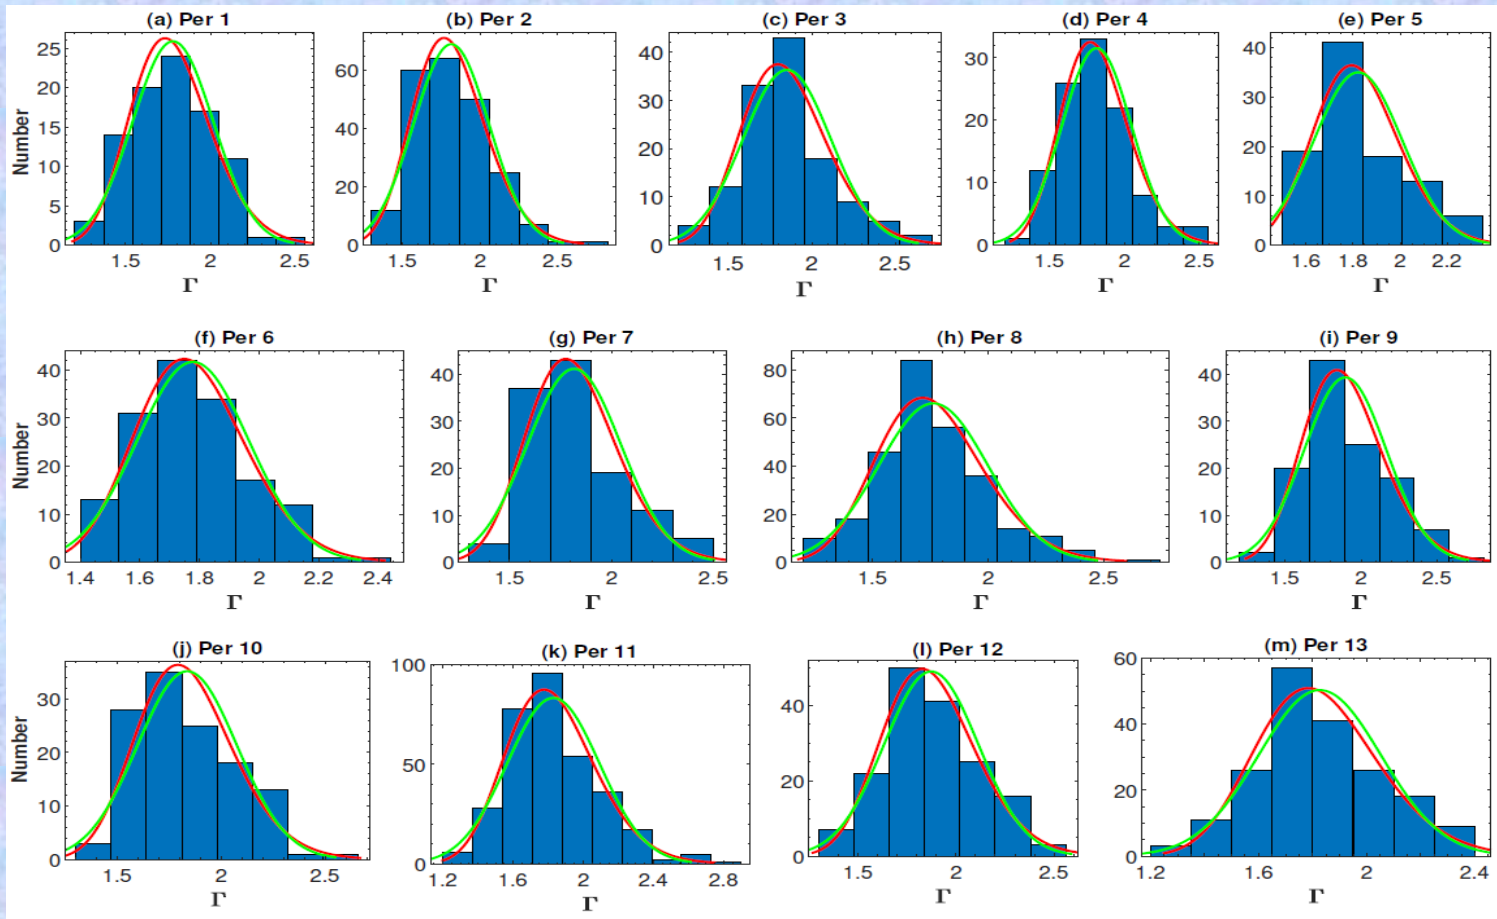 (a) Per 1
(b) Per 2
(c) Per 3
(d) Per 4
(e) Per 5
Number
25
20
15
10
5
0
1.5 2 2.5
Γ
60
40
20
0
1.5 2 2.5
Γ
40
30
20
10
0
1.5 2 2.5
Γ
30
20
10
0
1.5 2 2.5
Γ
40
30
20
10
0
1.6 1.8 2 2.2
Γ
(f) Per 6
(g) Per 7
(h) Per 8
(i) Per 9
Number
40
30
20
10
0
1.4 1.6 1.8 2 2.2 2.4
Γ
40
30
20
10
0
1.5 2 2.5
Γ
80
60
40
20
0
1.5 2 2.5
Γ
40
30
20
10
0
1.5 2 2.5
Γ
(j) Per 10
(k) Per 11
(l) Per 12
(m) Per 13
Number
30
20
10
0
1.5 2 2.5
Γ
100
50
0
1.2 1.6 2 2.4 2.8
Γ
40
20
0
1.5 2 2.5
Γ
60
40
20
0
1.2 1.6 2 2.4
Γ